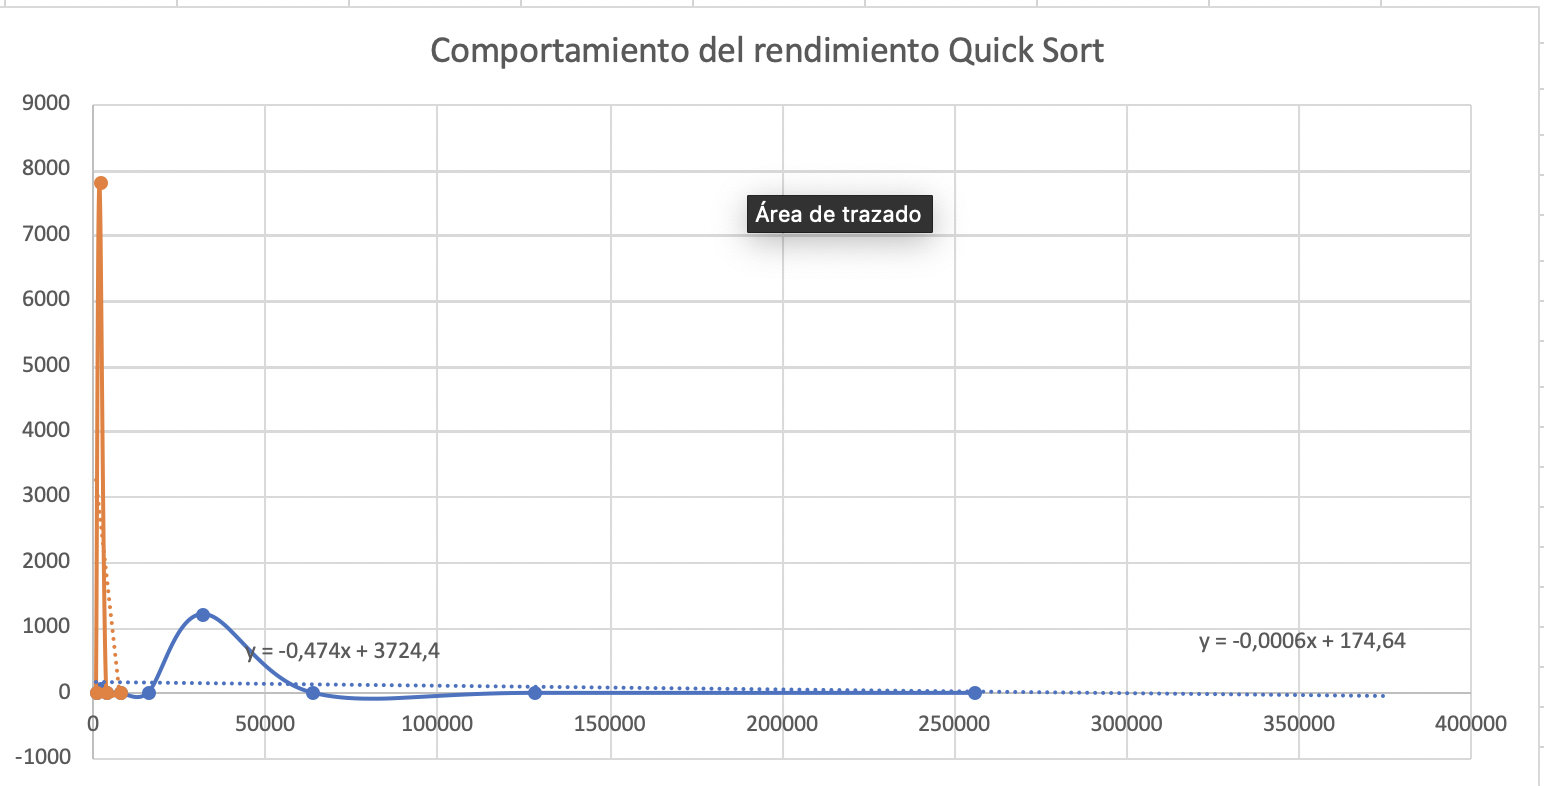 Comportamiento del rendimiento Quick Sort
9000
8000
Área de trazado
7000
6000
5000
4000
3000
2000
1000
y = -0,474x + 3724,4
y = -0,0006x + 174,64
0
0 50000 100000 150000 200000 250000 300000 350000 400000
-1000